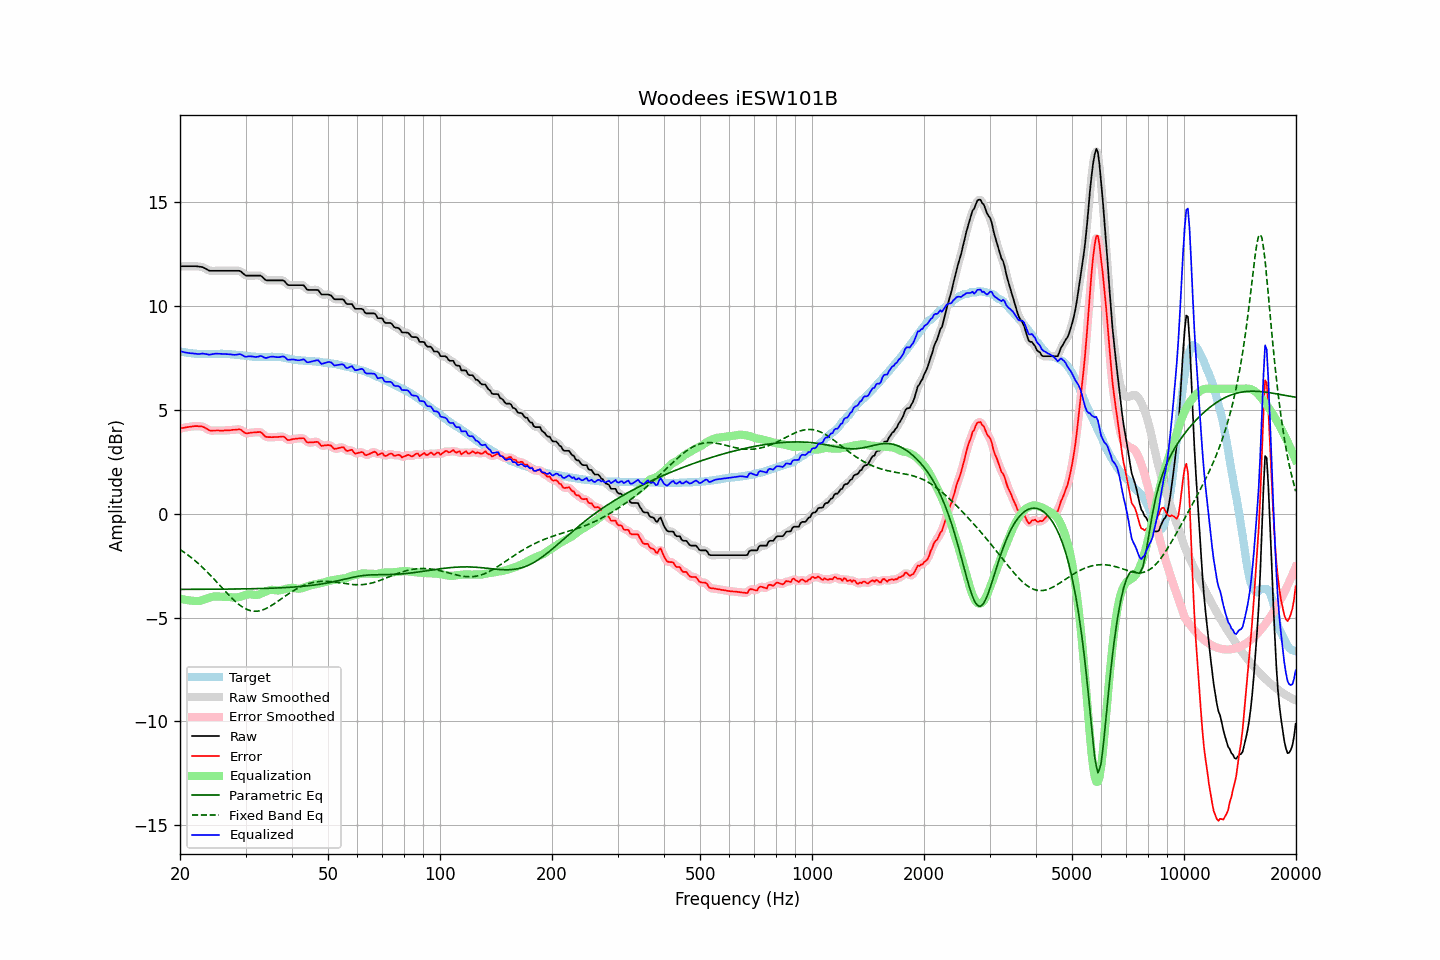 Woodees iESW101B
Amplitude (dBr)
15
10
5
0
−5
−10
−15
Target
Raw Smoothed
Error Smoothed
Raw
Error
Equalization
Parametric Eq
Fixed Band Eq
Equalized
20 50 100 200 500 1000 2000 5000 10000 20000
Frequency (Hz)